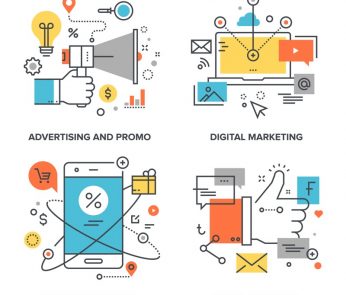 %
$
ADVERTISING AND PROMO
@
DIGITAL MARKETING
%
$
f
t